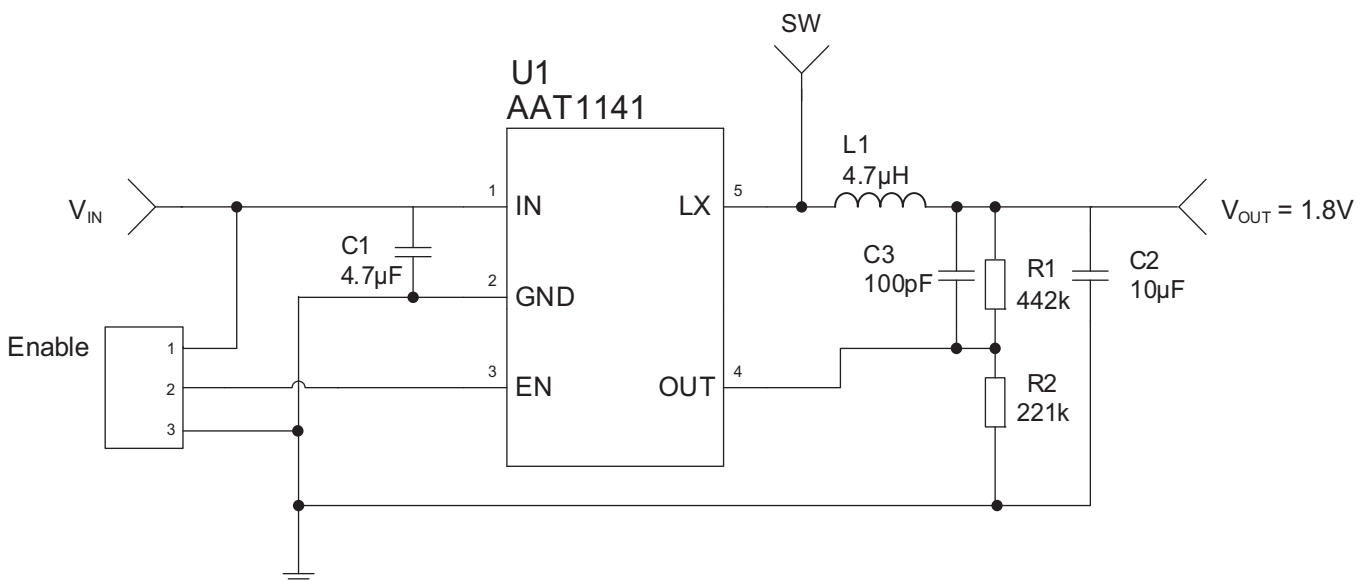 SW
U1
AAT1141
L1
4.7µH
V_IN
1
IN
LX
5
V_OUT = 1.8V
C1
4.7µF
C3
100pF
R1
442k
C2
10µF
2
GND
Enable
1
2
3
3
EN
OUT
4
R2
221k